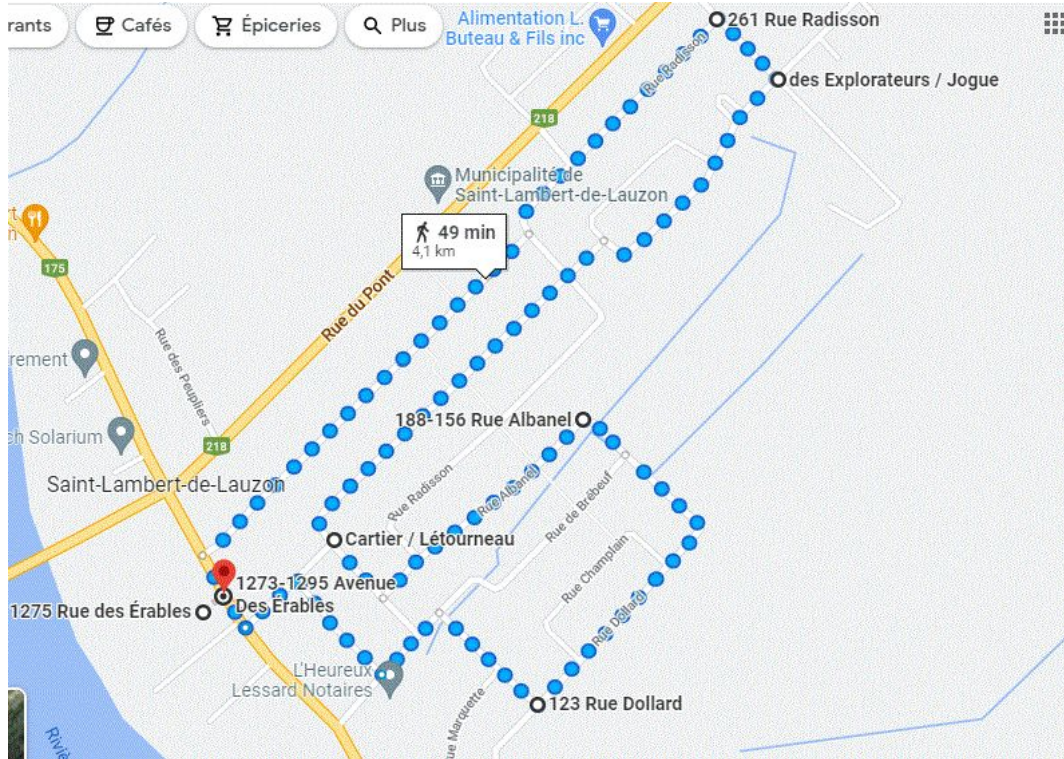 rants
Cafés
Épiceries
Plus
Alimentation L.
Buteau & Fils inc
261 Rue Radisson
Rue Radisson
des Explorateurs / Jogue
218
Municipalité de
Saint-Lambert-de-Lauzon
49 min
4,1 km
175
Rue du Pont
Rue des Peupliers
rement
ch Solarium
218
188-156 Rue Albanel
Saint-Lambert-de-Lauzon
Rue Radisson
Rue Albanel
Rue de Brébeuf
Cartier / Létourneau
Rue Champlain
1273-1295 Avenue
Des Érables
1275 Rue des Érables
Rue Dollard
L'Heureux
Lessard Notaires
ue Marquette
123 Rue Dollard
Riviè